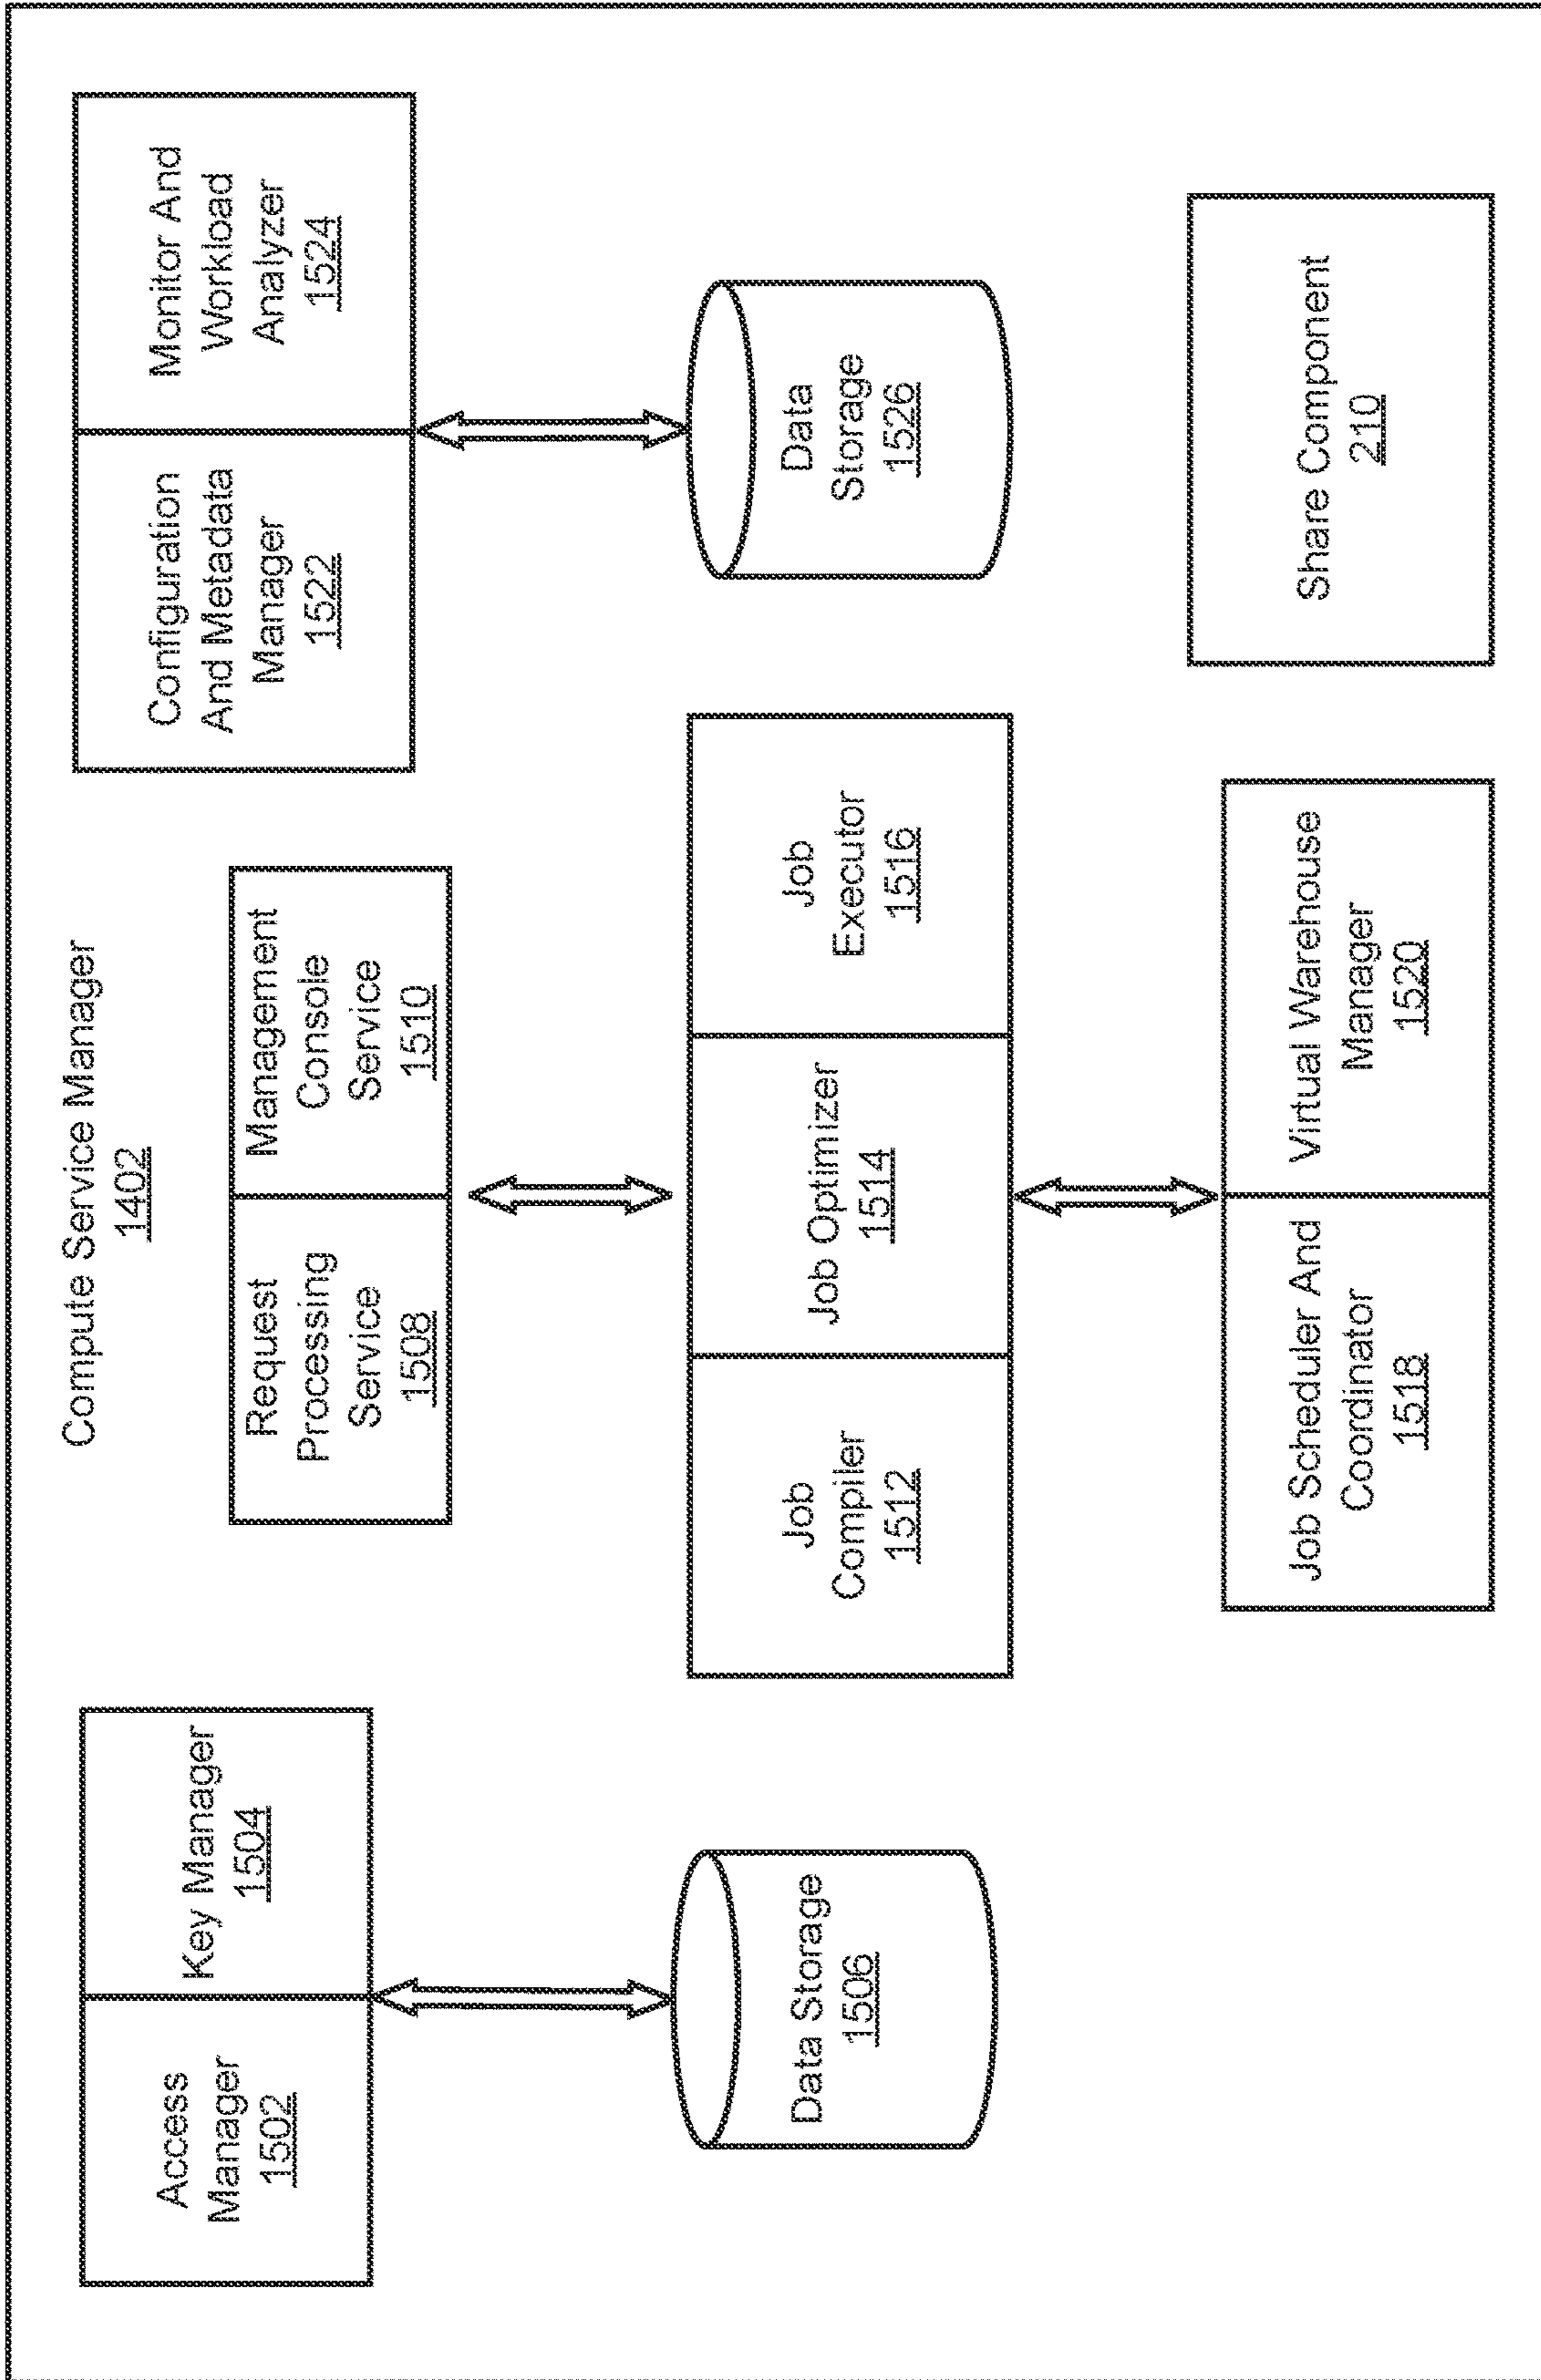 Compute Service Manager
1402
Access
Manager
1502
Key Manager
1504
Request
Processing
Service
1508
Management
Console
Service
1510
Configuration
And Metadata
Manager
1522
Monitor And
Workload
Analyzer
1524
Data Storage
1506
Job
Compiler
1512
Job Optimizer
1514
Job
Executor
1516
Data
Storage
1526
Job Scheduler And
Coordinator
1518
Virtual Warehouse
Manager
1520
Share Component
210